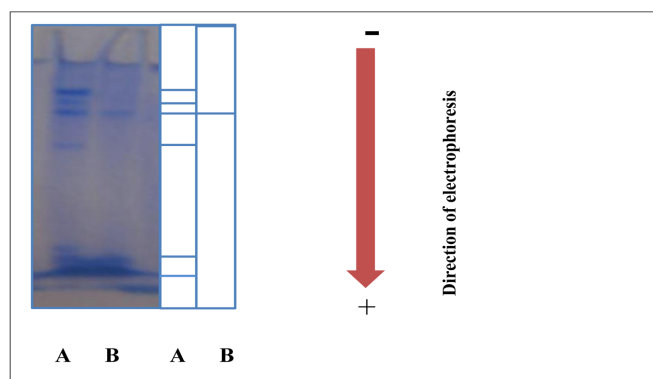 -
Direction of electrophoresis
+
A B A B